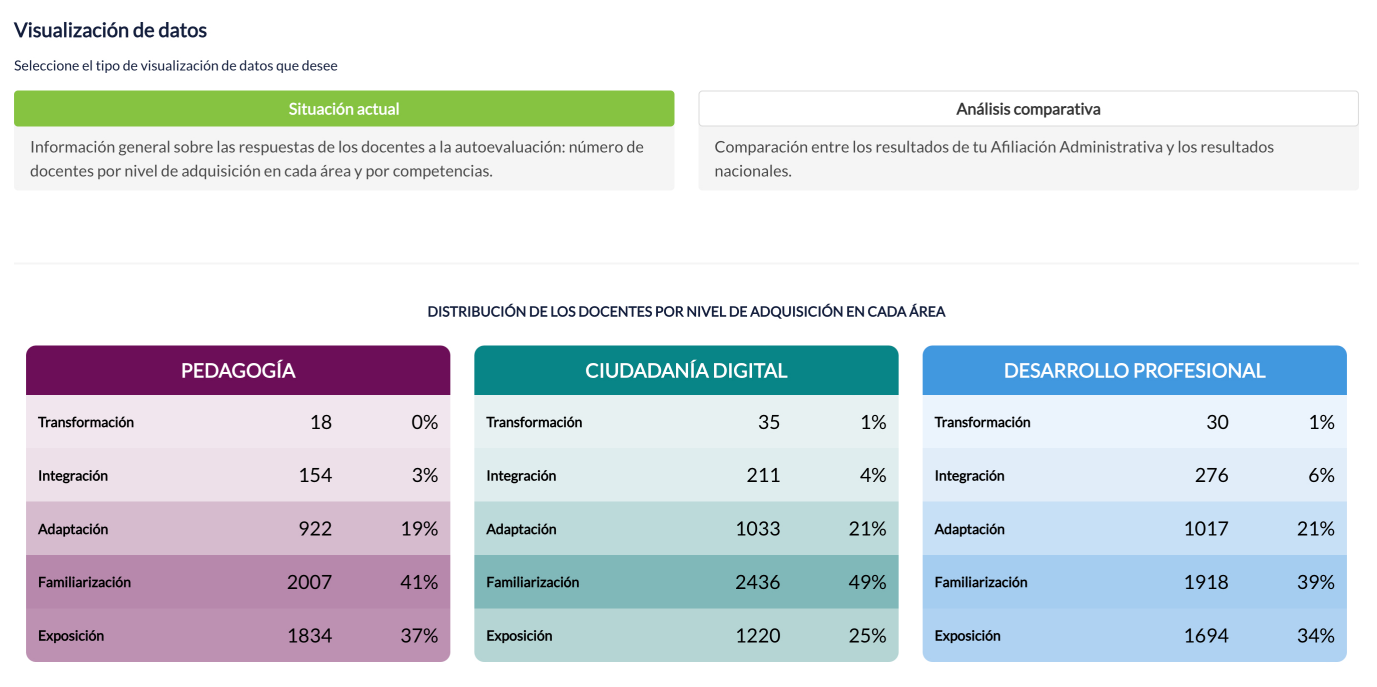 Visualización de datos
Seleccione el tipo de visualización de datos que desee
Situación actual
Información general sobre las respuestas de los docentes a la autoevaluación: número de
docentes por nivel de adquisición en cada área y por competencias.
Análisis comparativa
Comparación entre los resultados de tu Afiliación Administrativa y los resultados
nacionales.
DISTRIBUCIÓN DE LOS DOCENTES POR NIVEL DE ADQUISICIÓN EN CADA ÁREA
PEDAGOGÍA
Transformación 18 0%
Integración 154 3%
Adaptación 922 19%
Familiarización 2007 41%
Exposición 1834 37%
CIUDADANÍA DIGITAL
Transformación 35 1%
Integración 211 4%
Adaptación 1033 21%
Familiarización 2436 49%
Exposición 1220 25%
DESARROLLO PROFESIONAL
Transformación 30 1%
Integración 276 6%
Adaptación 1017 21%
Familiarización 1918 39%
Exposición 1694 34%